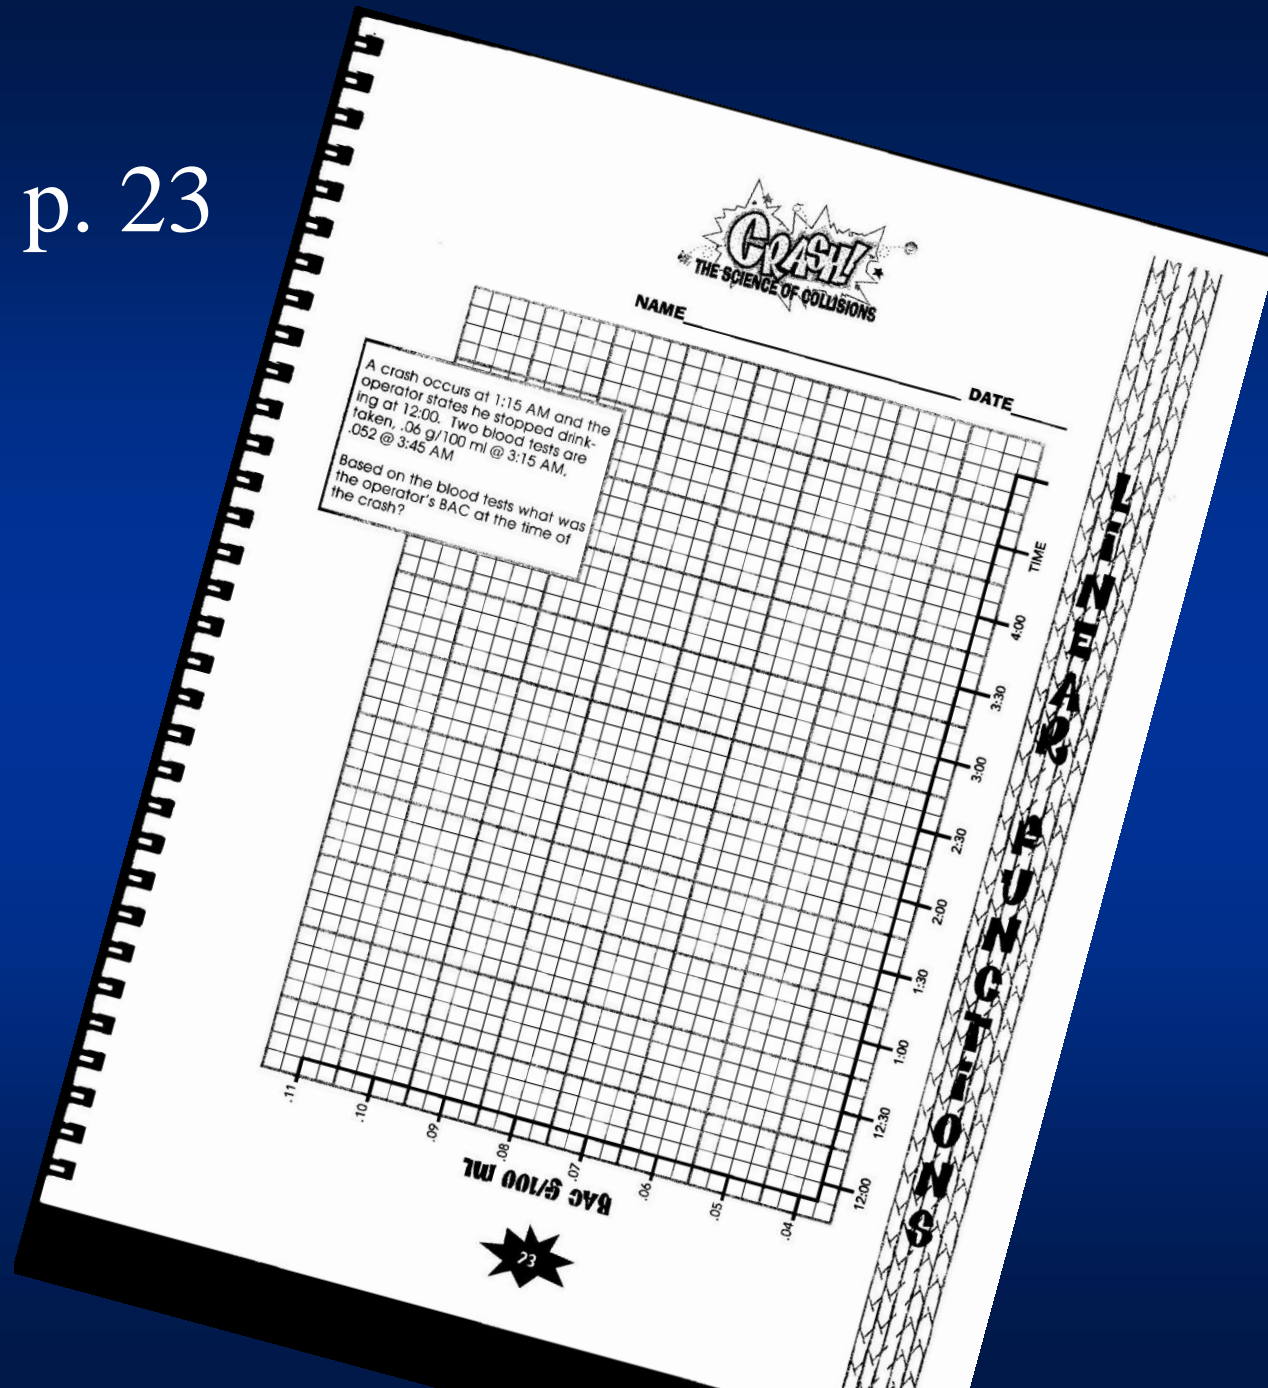 p. 23
CRASH!
THE SCIENCE OF COLLISIONS
NAME
DATE
A crash occurs at 1:15 AM and the
operator states he stopped drink-
ing at 12:00. Two blood tests are
taken, .06 g/100 ml @ 3:15 AM,
.052 @ 3:45 AM
Based on the blood tests what was
the operator's BAC at the time of
the crash?
TIME
4:00
3:30
3:00
2:30
2:00
1:30
1:00
12:30
12:00
.11
.10
.09
.08
.07
.06
.05
.04
BAC g/100 mL
23
LINEAR FUNCTIONS